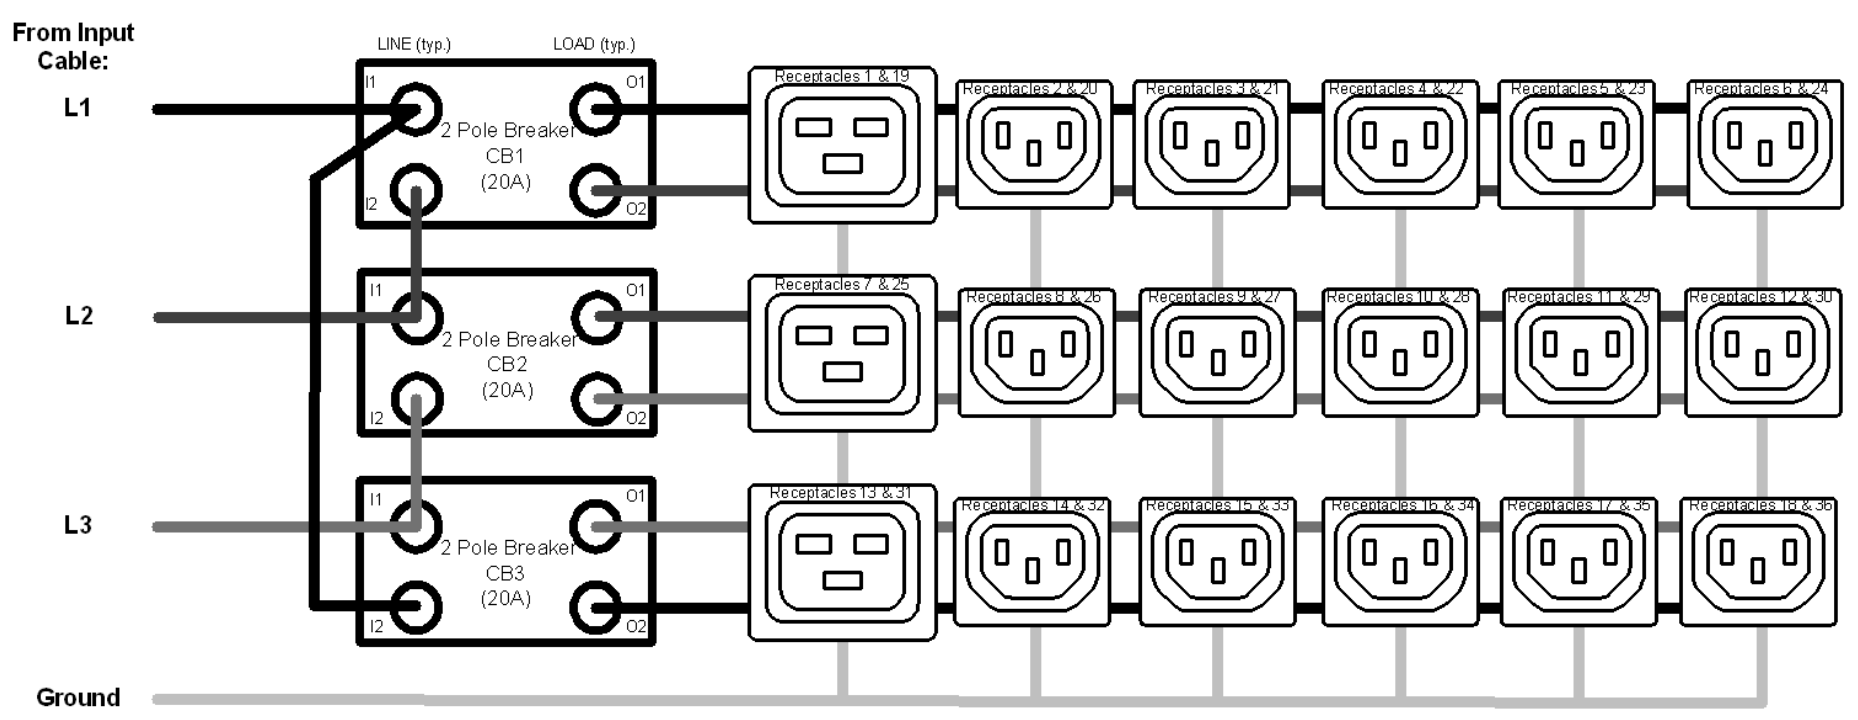 From Input
Cable:
LINE (typ.)
LOAD (typ.)
L1
I1
O1
2 Pole Breaker
CB1
(20A)
I2
O2
Receptacles 1 & 19
Receptacles 2 & 20
Receptacles 3 & 21
Receptacles 4 & 22
Receptacles 5 & 23
Receptacles 6 & 24
L2
I1
O1
2 Pole Breaker
CB2
(20A)
I2
O2
Receptacles 7 & 25
Receptacles 8 & 26
Receptacles 9 & 27
Receptacles 10 & 28
Receptacles 11 & 29
Receptacles 12 & 30
L3
I1
O1
2 Pole Breaker
CB3
(20A)
I2
O2
Receptacles 13 & 31
Receptacles 14 & 32
Receptacles 15 & 33
Receptacles 16 & 34
Receptacles 17 & 35
Receptacles 18 & 36
Ground